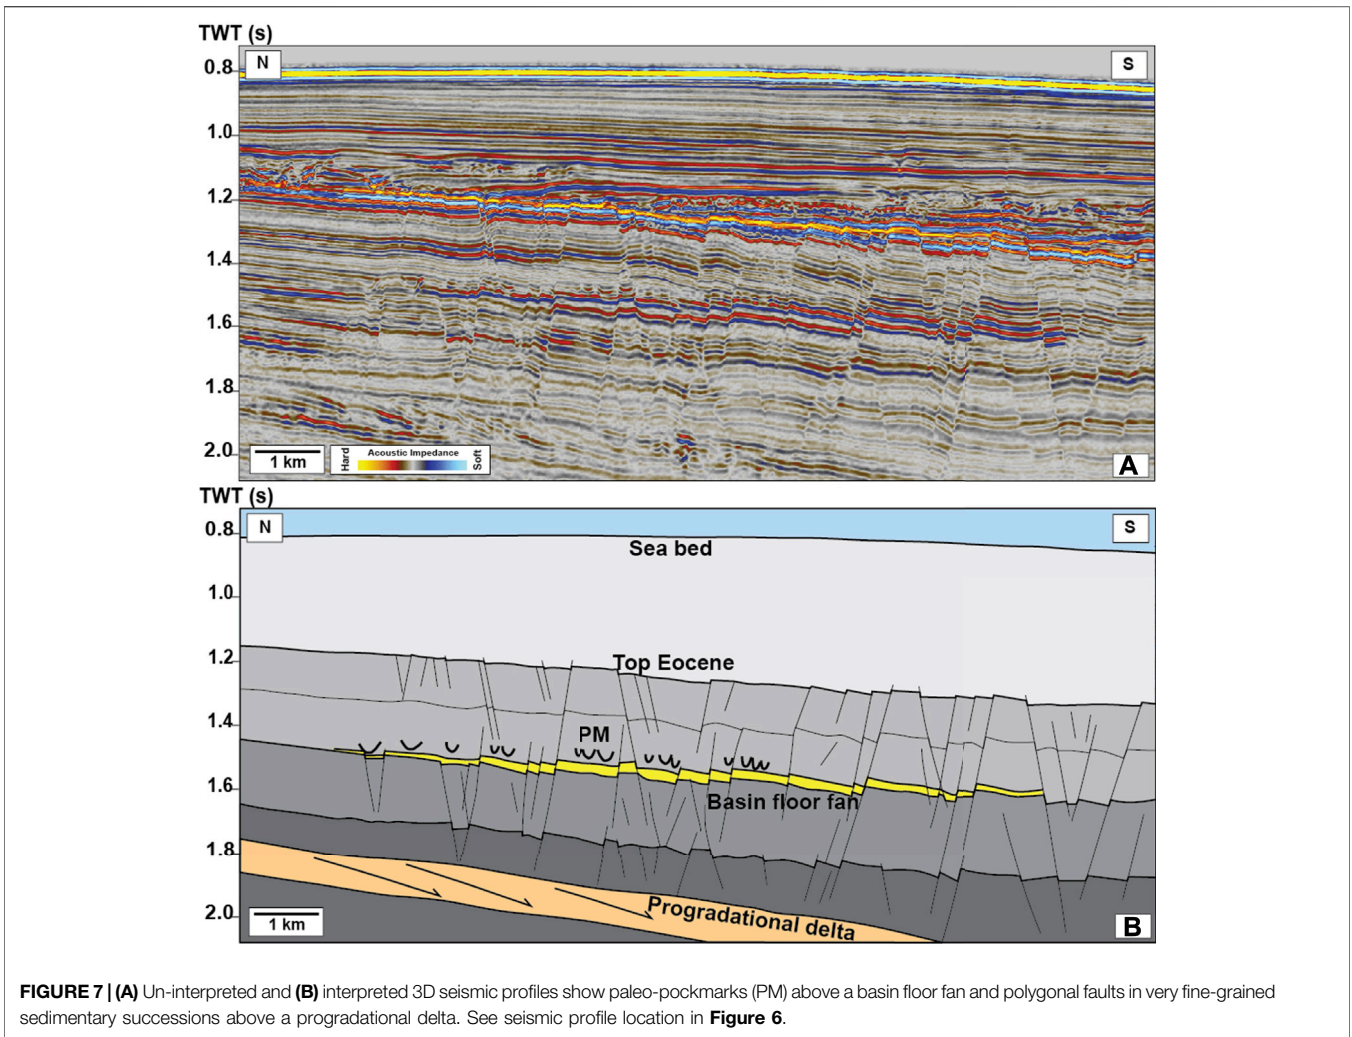 TWT (s)
N
S
0.8
1.0
1.2
1.4
1.6
1.8
2.0
1 km
Hard
Acoustic Impedance
Soft
A
TWT (s)
N
S
0.8
Sea bed
1.0
1.2
Top Eocene
1.4
PM
1.6
Basin floor fan
1.8
2.0
Progradational delta
1 km
B
FIGURE 7 | (A) Un-interpreted and (B) interpreted 3D seismic profiles show paleo-pockmarks (PM) above a basin floor fan and polygonal faults in very fine-grained
sedimentary successions above a progradational delta. See seismic profile location in Figure 6.